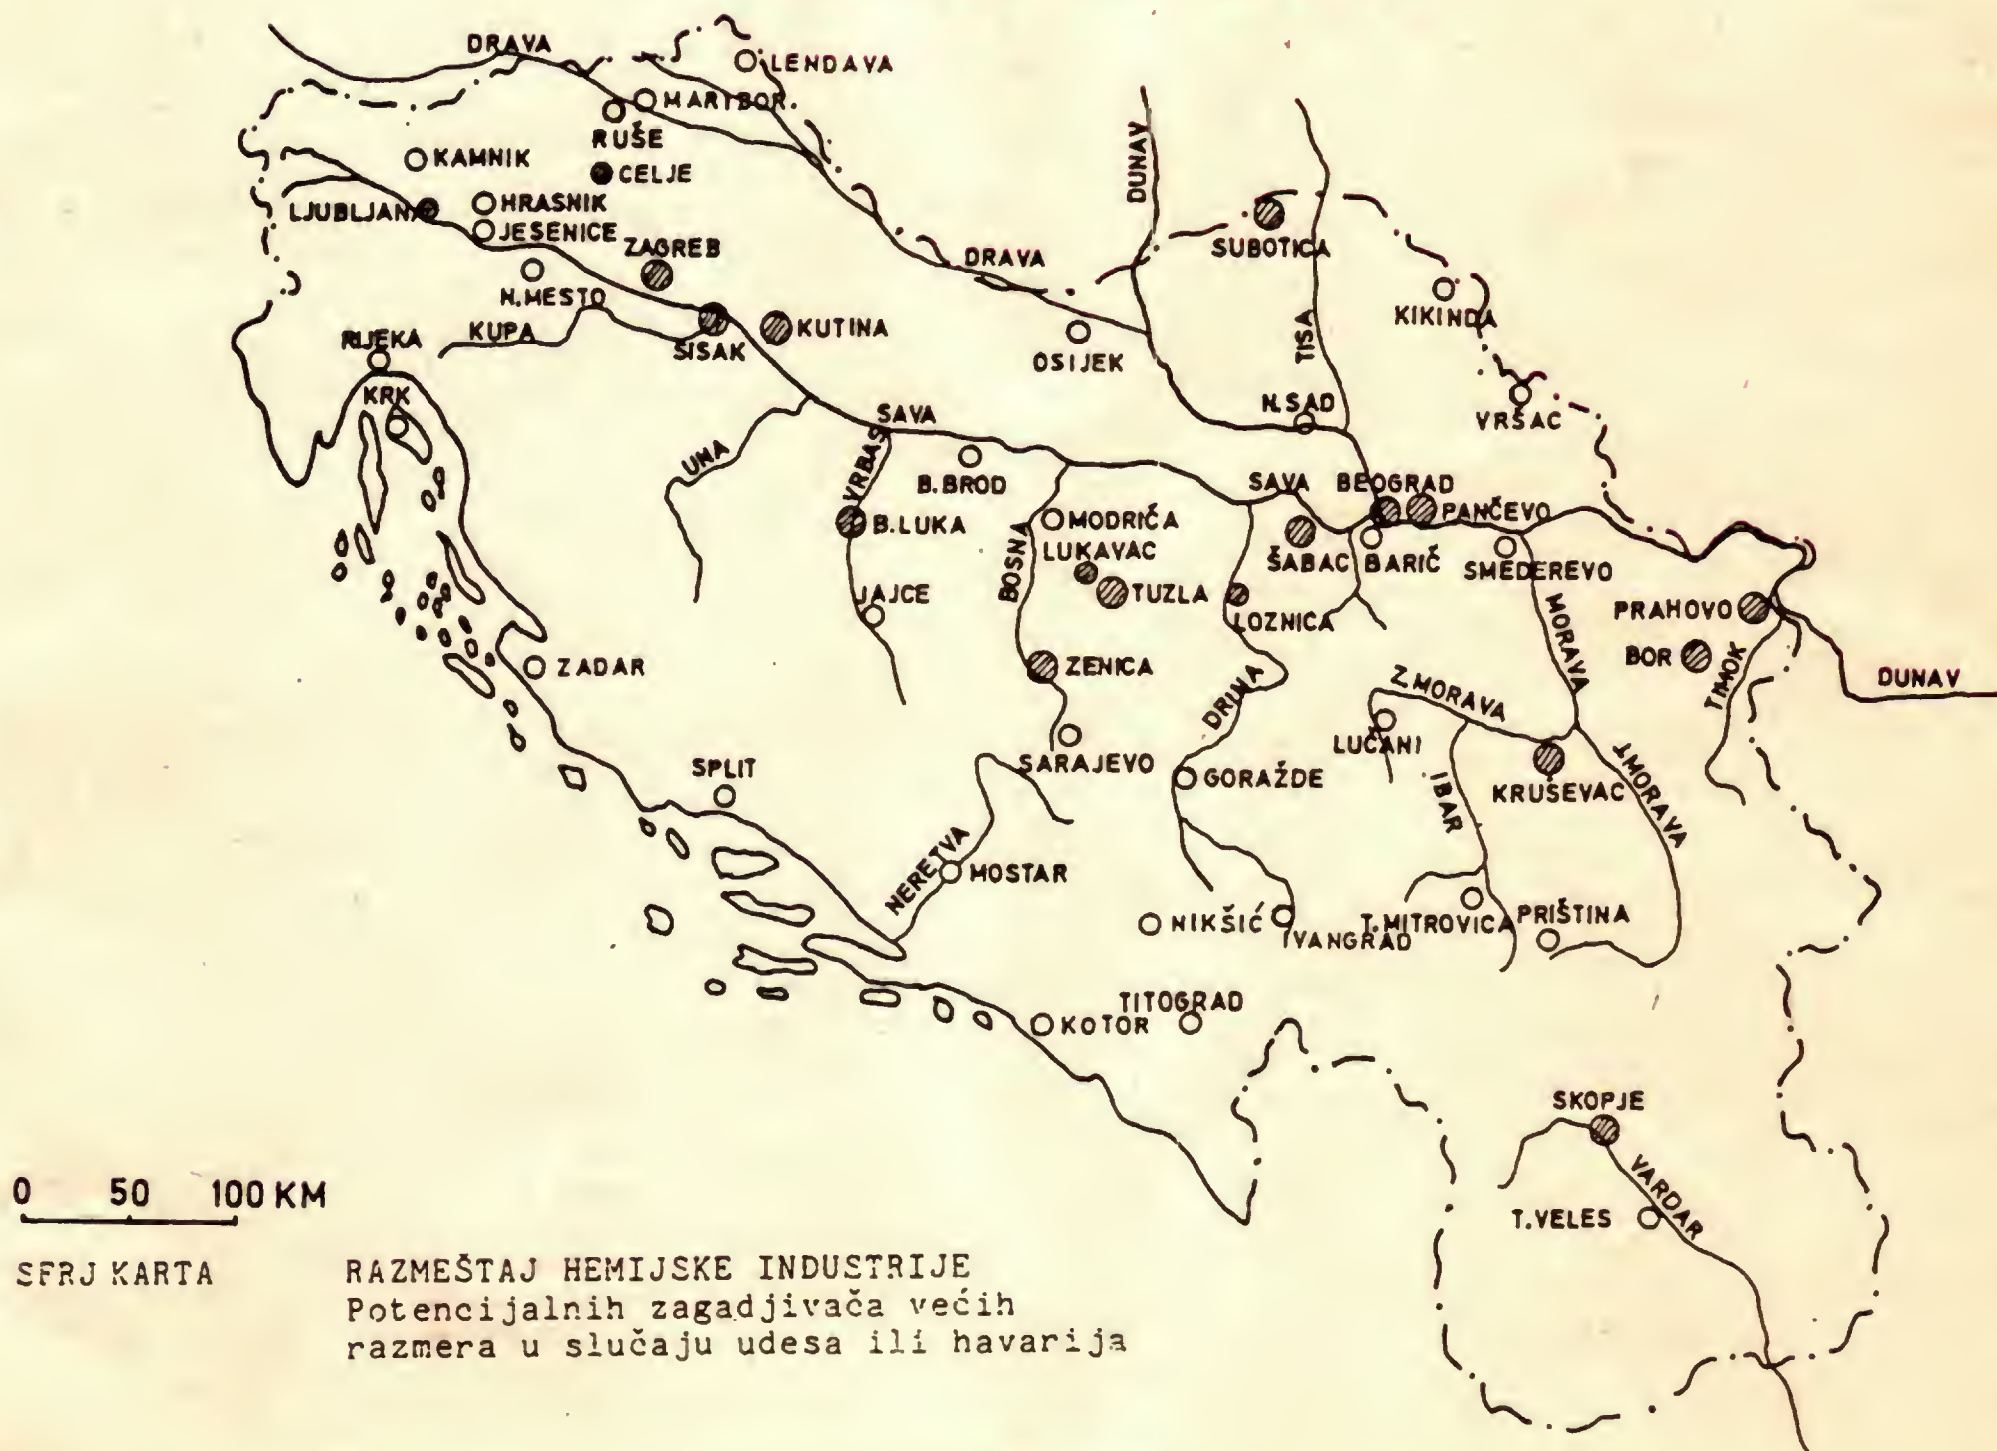 DRAVA
LENDAVA
MARIBOR.
RUŠE
KAMNIK
CELJE
DUNAV
LJUBLJANA
HRASNIK
JESENICE
ZAGREB
SUBOTICA
DRAVA
N.MESTO
KIKINDA
KUPA
KUTINA
RIJEKA
SISAK
TISA
OSIJEK
KRK
N.SAD
SAVA
VRŠAC
UNA
VRBAS
B.BROD
SAVA
BEOGRAD
PANČEVO
B.LUKA
MODRIČA
LUKAVAC
BOSNA
ŠABAC
BARIČ
SMEDEREVO
JAJCE
TUZLA
LOZNICA
MORAVA
PRAHOVO
ZADAR
ZENICA
BOR
TIMOK
DUNAV
DRINA
Z.MORAVA
LUČANI
SARAJEVO
SPLIT
GORAŽDE
IBAR
KRUŠEVAC
J.MORAVA
NERETVA
MOSTAR
NIKŠIĆ
IVANGRAD
T.MITROVICA
PRIŠTINA
TITOGRAD
KOTOR
SKOPJE
VARDAR
T.VELES
0 50 100 KM
SFRJ KARTA
RAZMEŠTAJ HEMIJSKE INDUSTRIJE
Potencijalnih zagadjivača većih
razmera u slučaju udesa ili havarija